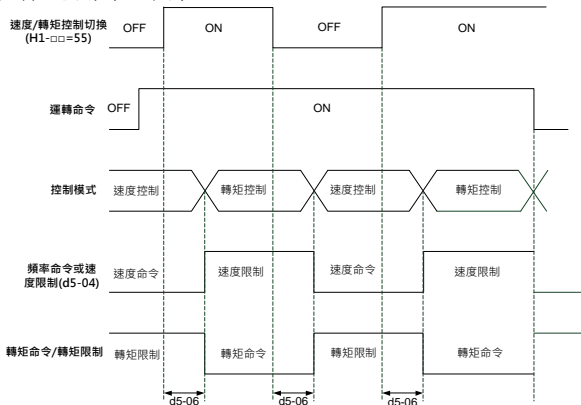 速度/轉矩控制切換
(H1-□□=55)
OFF
ON
OFF
ON
運轉命令
OFF
ON
控制模式
速度控制
轉矩控制
速度控制
轉矩控制
頻率命令或速
度限制(d5-04)
速度命令
速度限制
速度命令
速度限制
轉矩命令/轉矩限制
轉矩限制
轉矩命令
轉矩限制
轉矩命令
d5-06
d5-06
d5-06